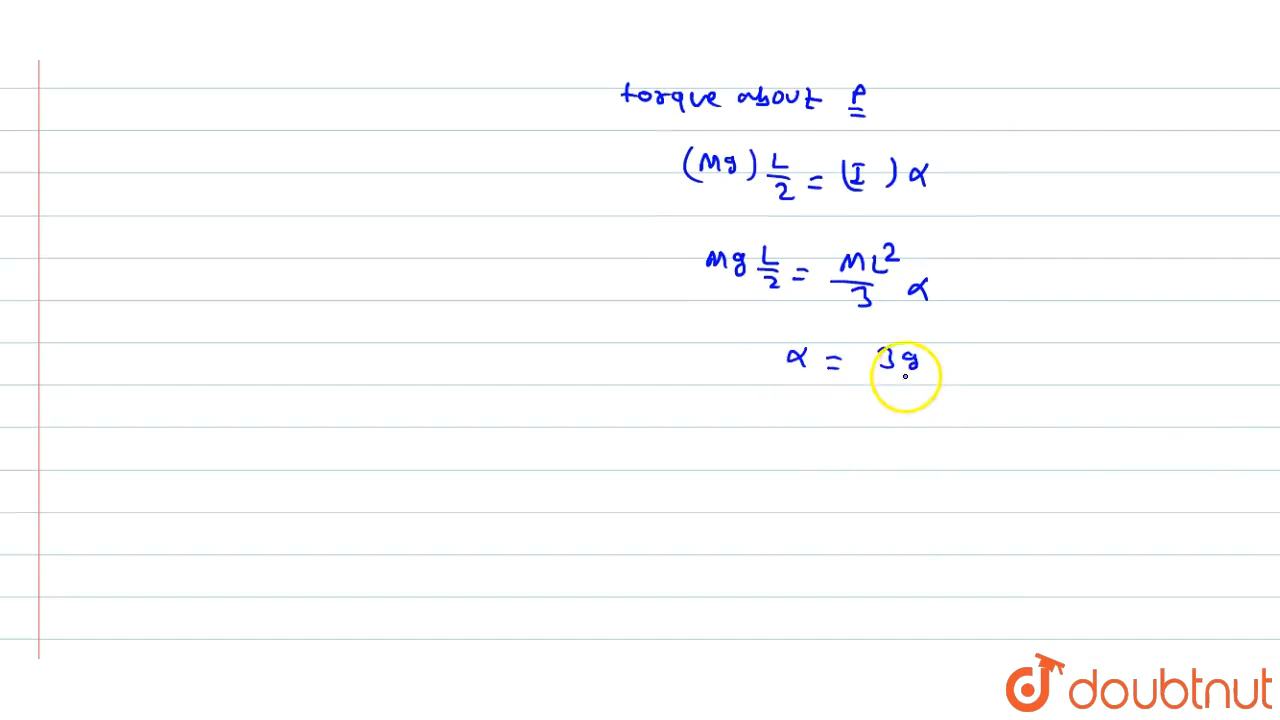 torque about P
(Mg) L/2 = (I) α
Mg L/2 = ML²/3 α
α = 3g
doubtnut